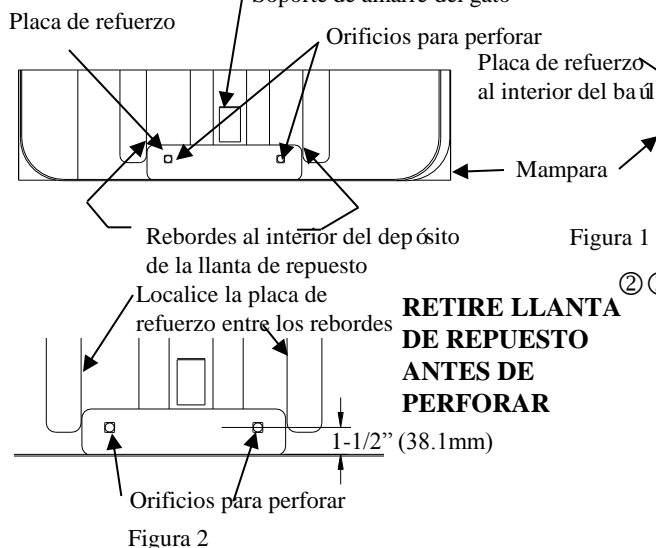 Soporte de amarre del gato
Placa de refuerzo
Orificios para perforar
Placa de refuerzo
al interior del baúl
Mampara
Rebordes al interior del depósito
de la llanta de repuesto
Figura 1
Localice la placa de
refuerzo entre los rebordes
②
RETIRE LLANTA
DE REPUESTO
ANTES DE
PERFORAR
1-1/2” (38.1mm)
Orificios para perforar
Figura 2